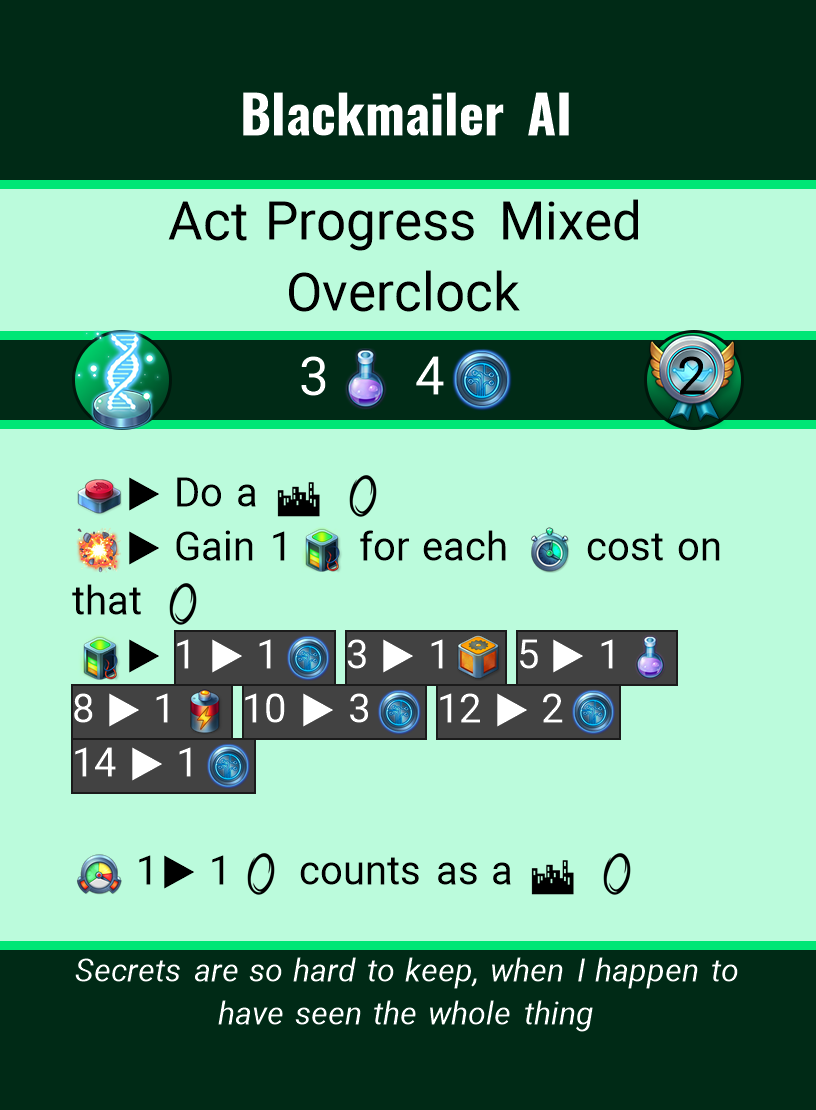 Blackmailer AI
Act Progress Mixed
Overclock
3 4 2
Do a
Gain 1 for each cost on
that
1 ▶ 1 3 ▶ 1 5 ▶ 1
8 ▶ 1 10 ▶ 3 12 ▶ 2
14 ▶ 1
1▶ 1 counts as a
Secrets are so hard to keep, when I happen to
have seen the whole thing